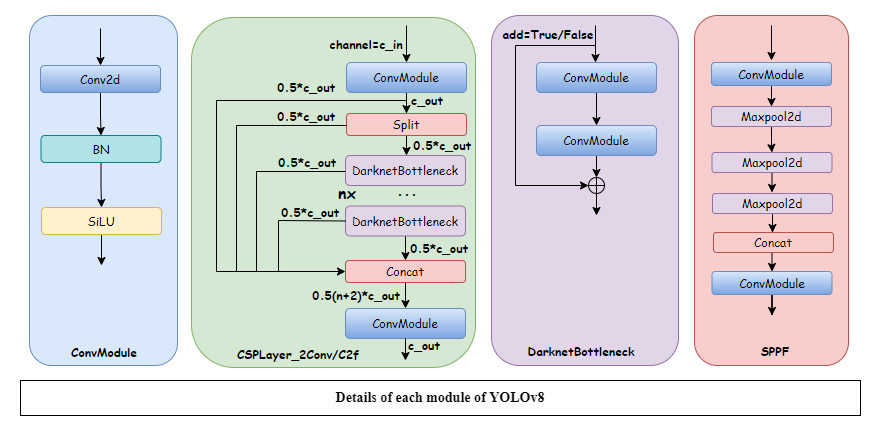 Conv2d
BN
SiLU
ConvModule
channel=c_in
ConvModule
0.5*c_out
c_out
0.5*c_out
Split
0.5*c_out
0.5*c_out
DarknetBottleneck
nx
...
0.5*c_out
DarknetBottleneck
0.5*c_out
Concat
0.5(n+2)*c_out
ConvModule
c_out
CSPLayer_2Conv/C2f
add=True/False
ConvModule
ConvModule
DarknetBottleneck
ConvModule
Maxpool2d
Maxpool2d
Maxpool2d
Concat
ConvModule
SPPF
Details of each module of YOLOv8